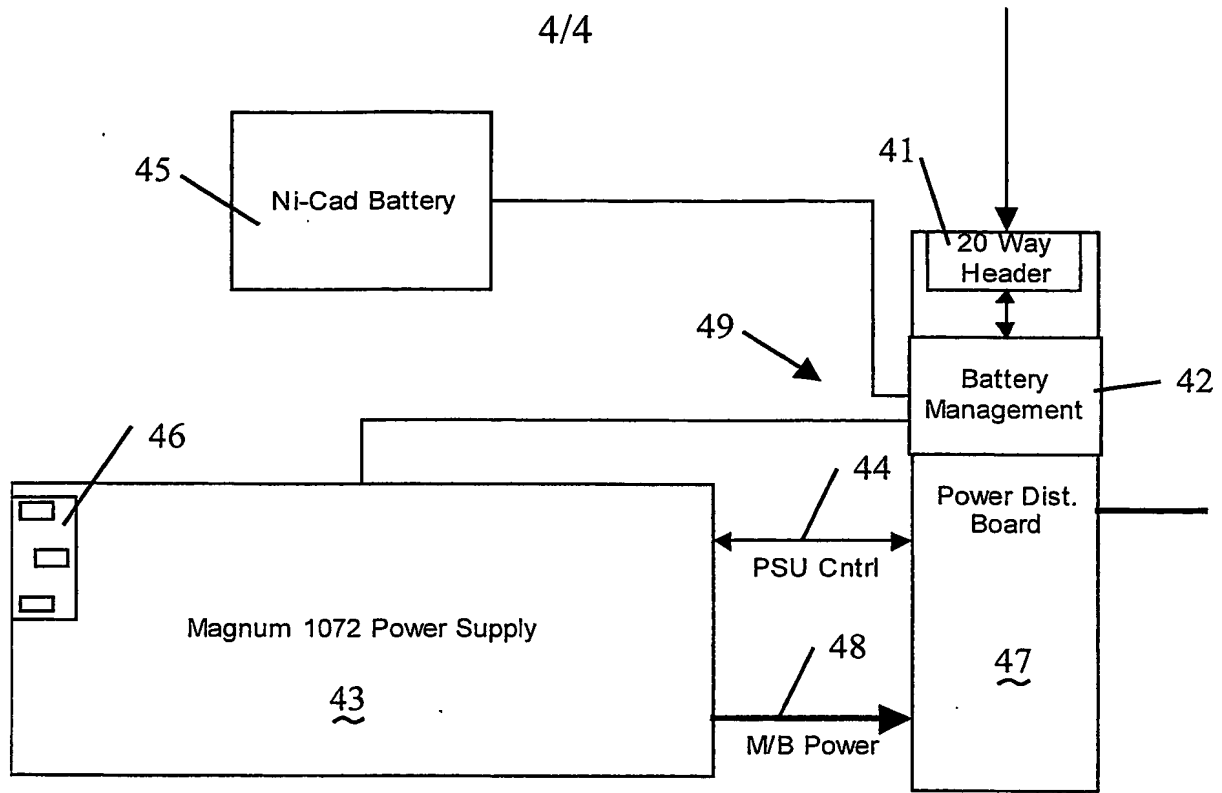 4/4
45
Ni-Cad Battery
41
20 Way
Header
49
Battery
Management
42
46
44
Power Dist.
Board
PSU Cntrl
Magnum 1072 Power Supply
48
47
43
M/B Power